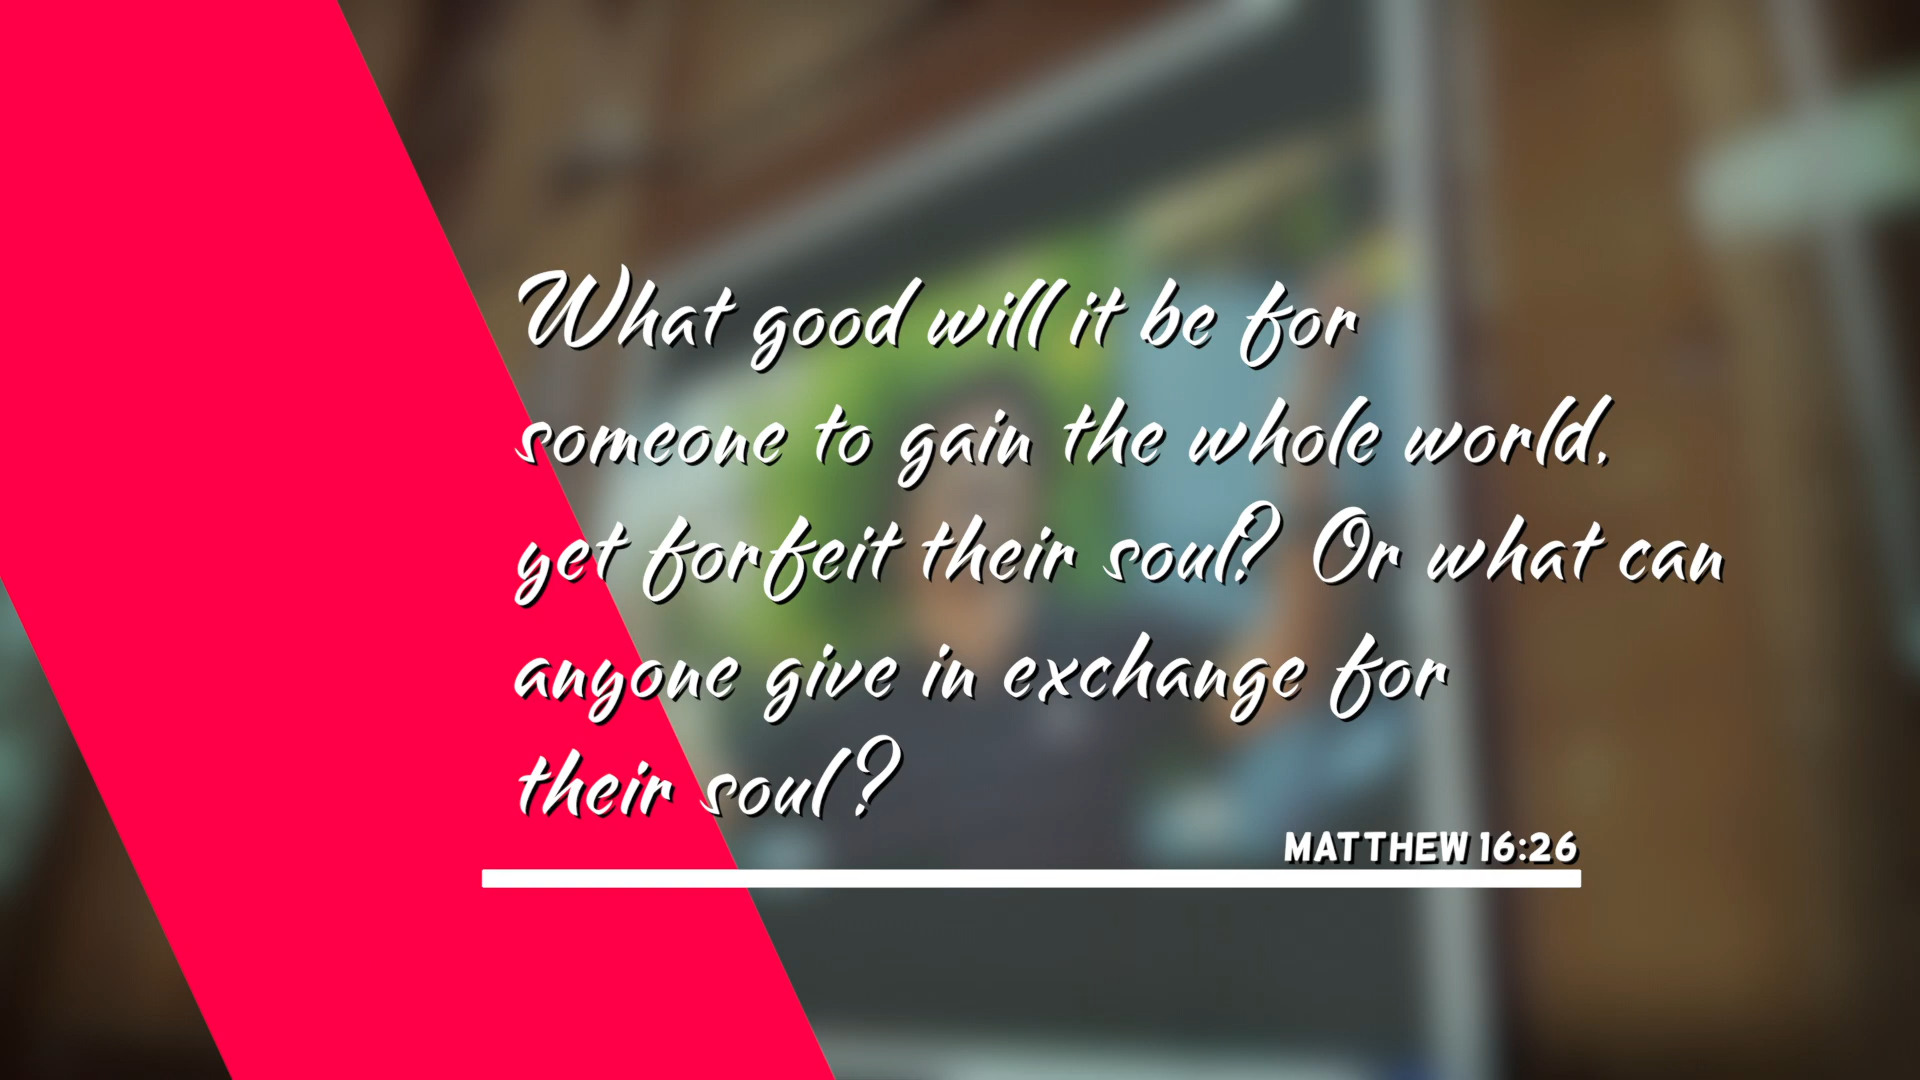 What good will it be for
someone to gain the whole world,
yet forfeit their soul? Or what can
anyone give in exchange for
their soul?
MATTHEW 16:26